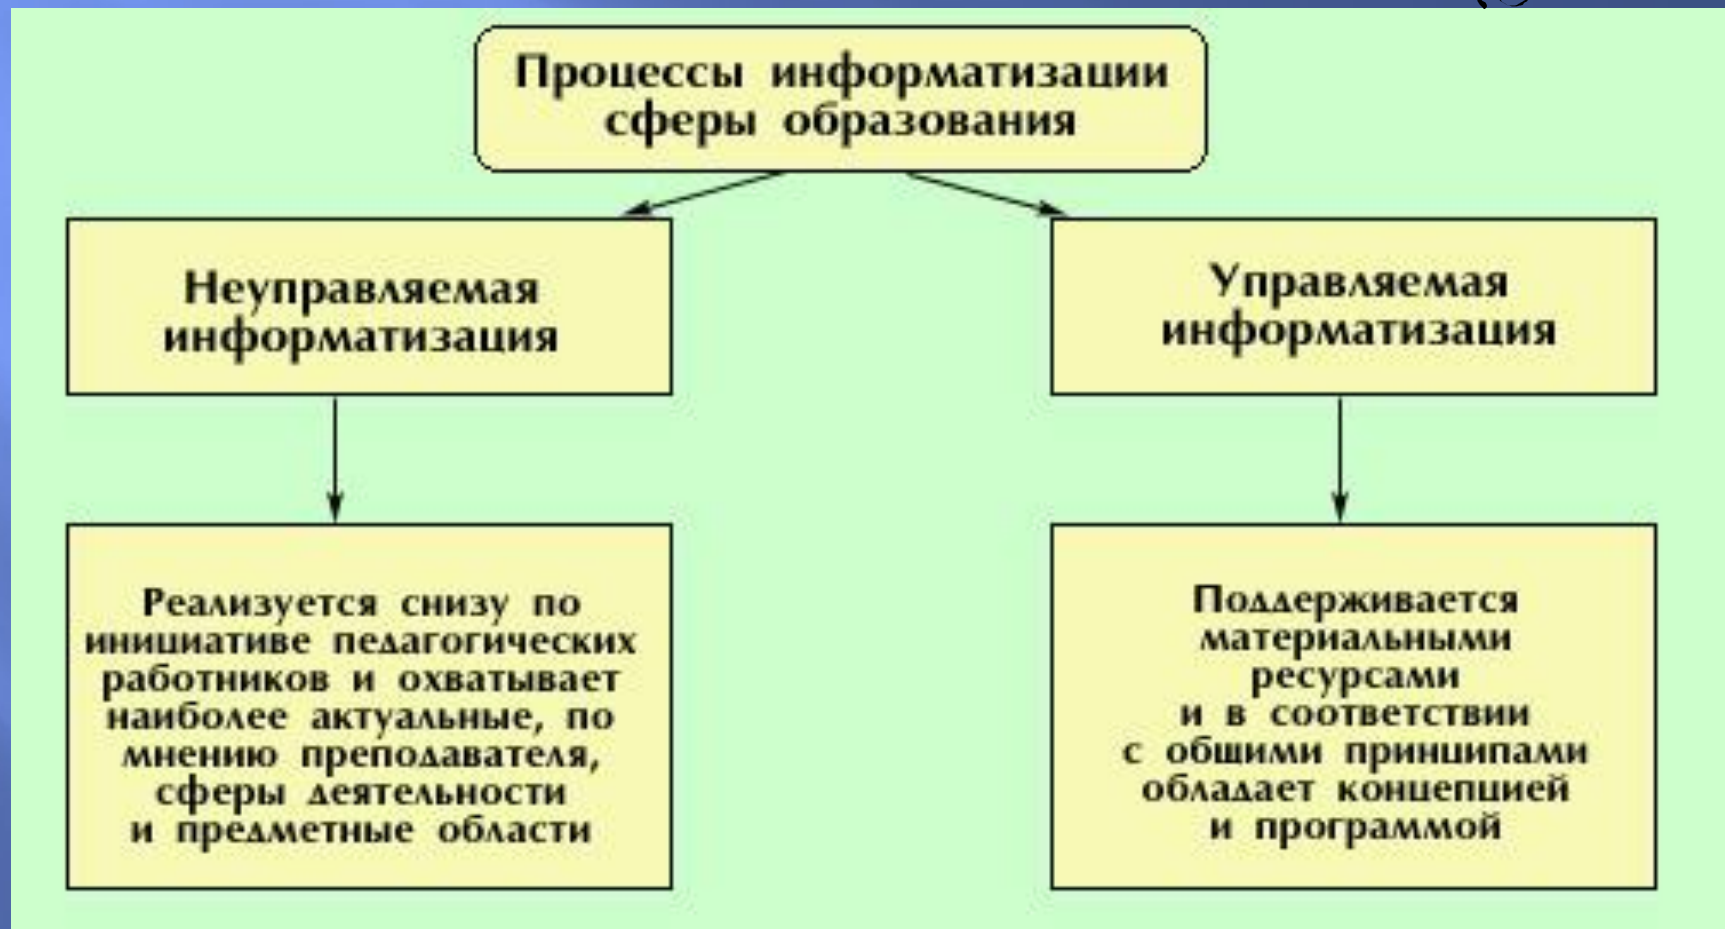 Процессы информатизации
сферы образования
Неуправляемая
информатизация
Управляемая
информатизация
Реализуется снизу по
инициативе педагогических
работников и охватывает
наиболее актуальные, по
мнению преподавателя,
сферы деятельности
и предметные области
Поддерживается
материальными
ресурсами
и в соответствии
с общими принципами
обладает концепцией
и программой